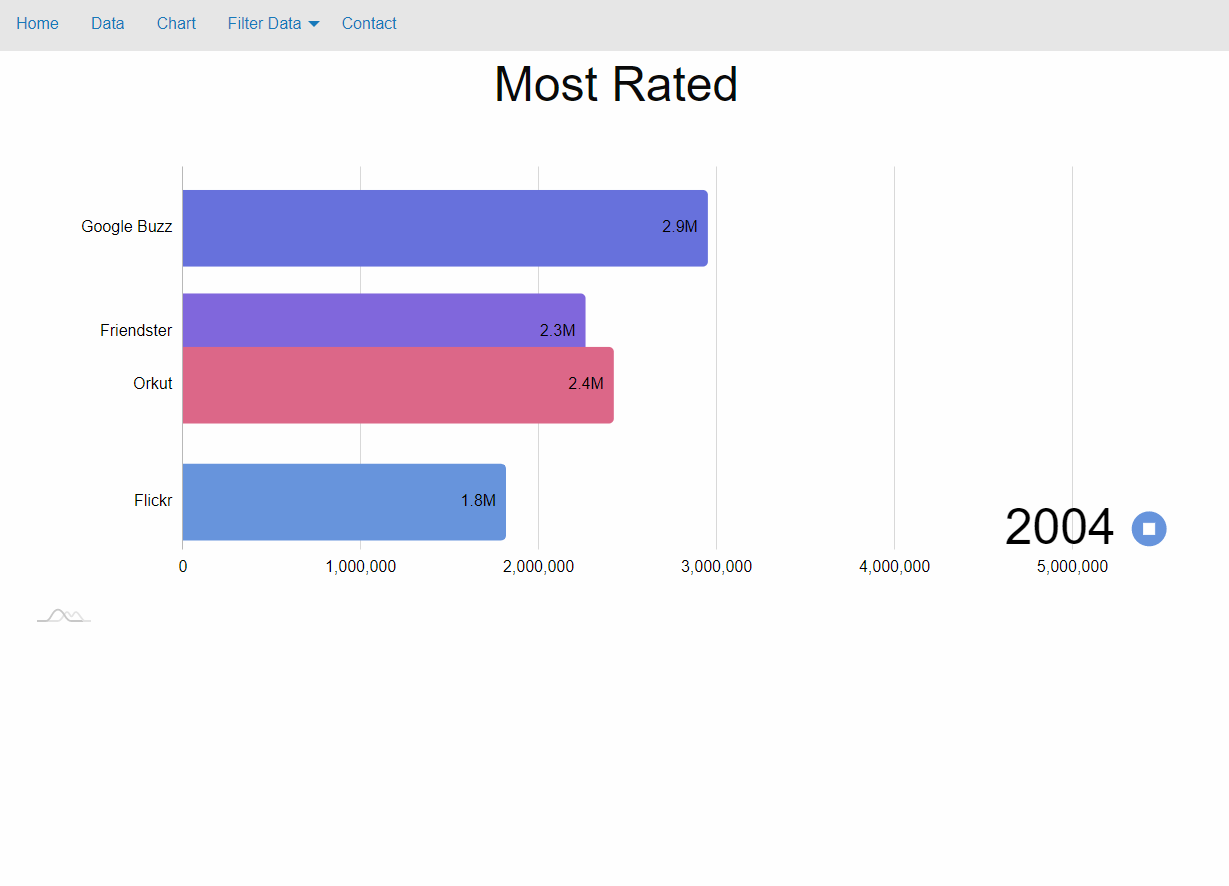 Home Data Chart Filter Data Contact
Most Rated
Google Buzz 2.9M
Friendster 2.3M
Orkut 2.4M
Flickr 1.8M
2004
0 1,000,000 2,000,000 3,000,000 4,000,000 5,000,000